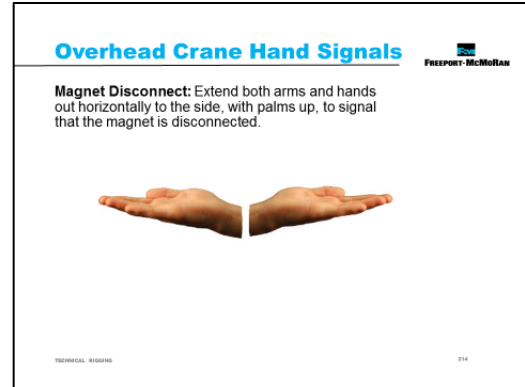 Overhead Crane Hand Signals
FREEPORT-McMoRAN
Magnet Disconnect: Extend both arms and hands
out horizontally to the side, with palms up, to signal
that the magnet is disconnected.
TECHNICAL RIGGING
214